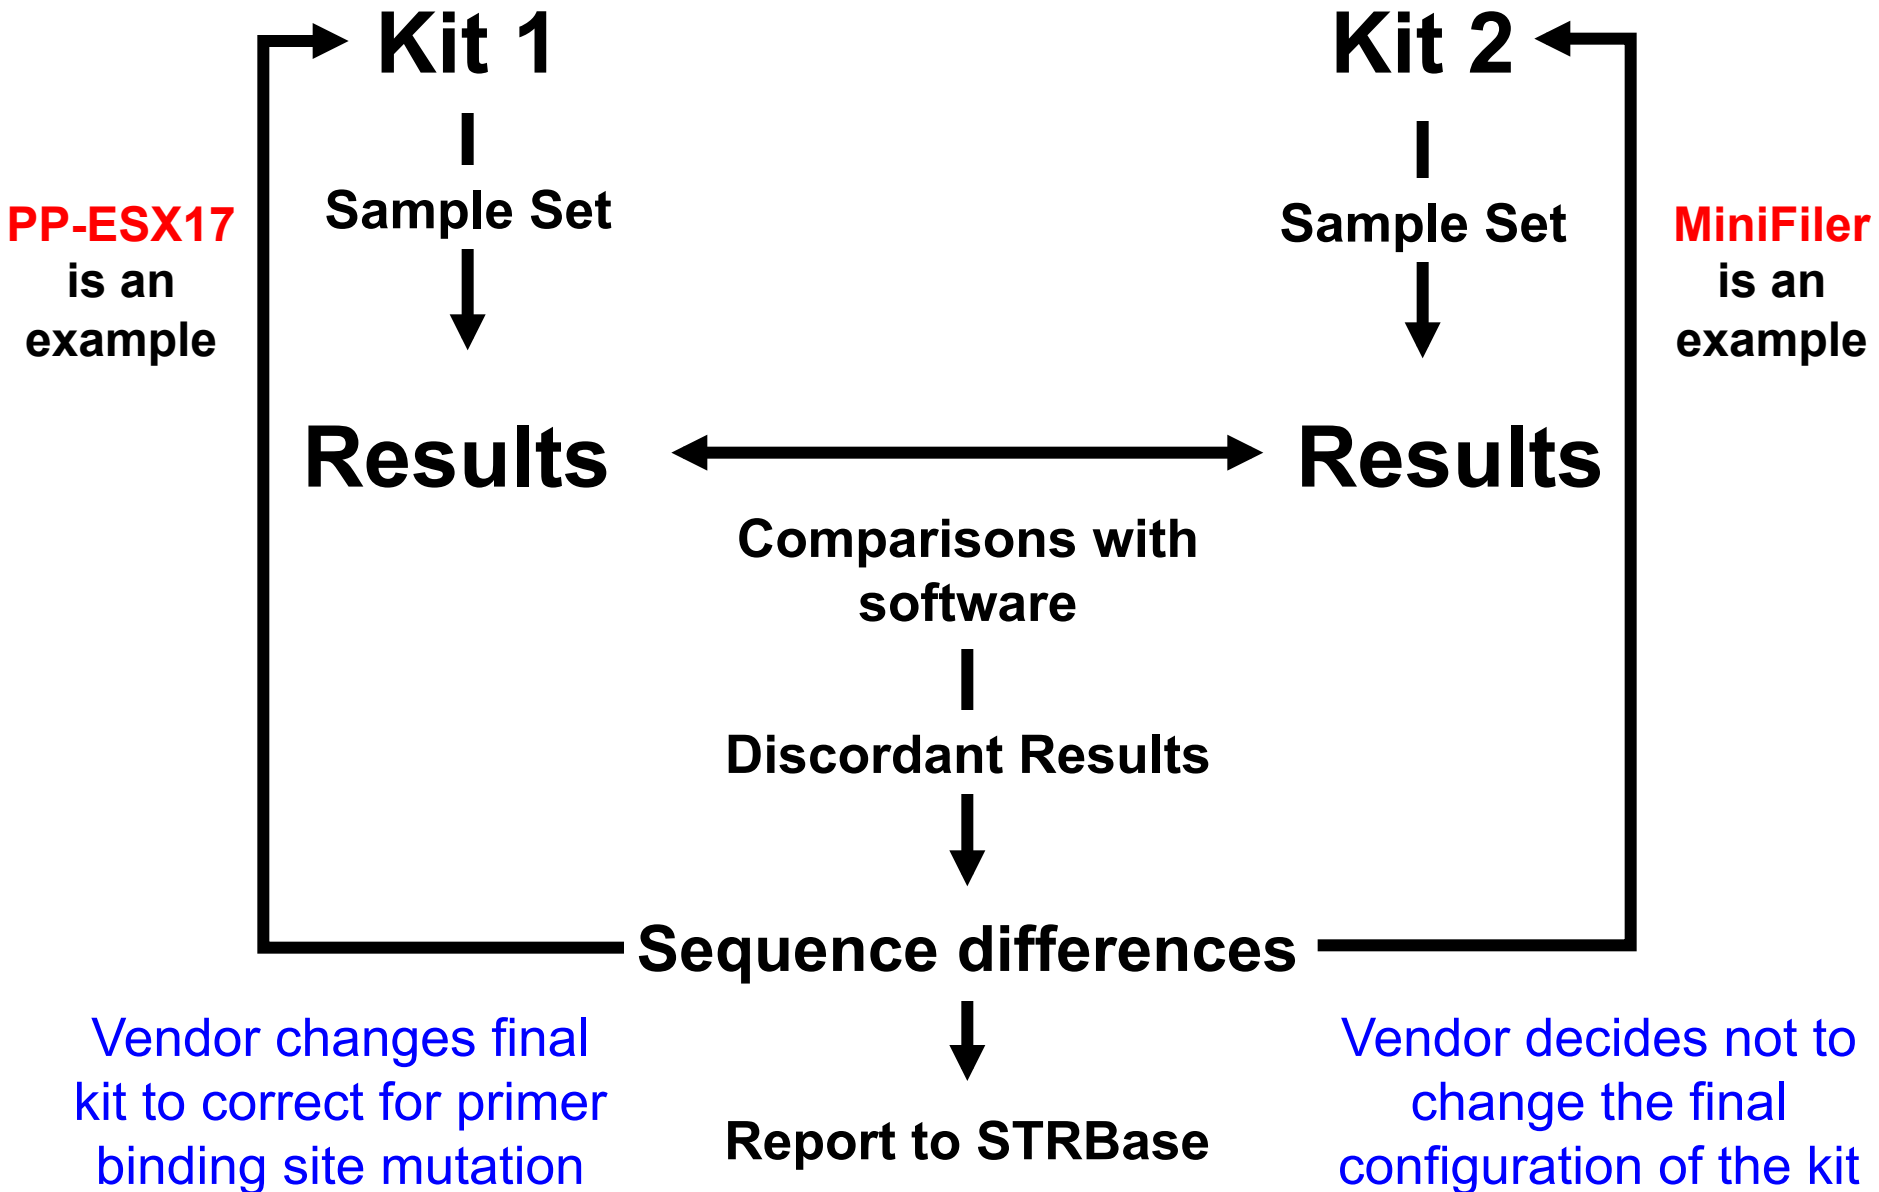 Kit 1
Kit 2
Sample Set
Sample Set
PP-ESX17
is an
example
MiniFiler
is an
example
Results
Results
Comparisons with
software
Discordant Results
Sequence differences
Vendor changes final
kit to correct for primer
binding site mutation
Report to STRBase
Vendor decides not to
change the final
configuration of the kit